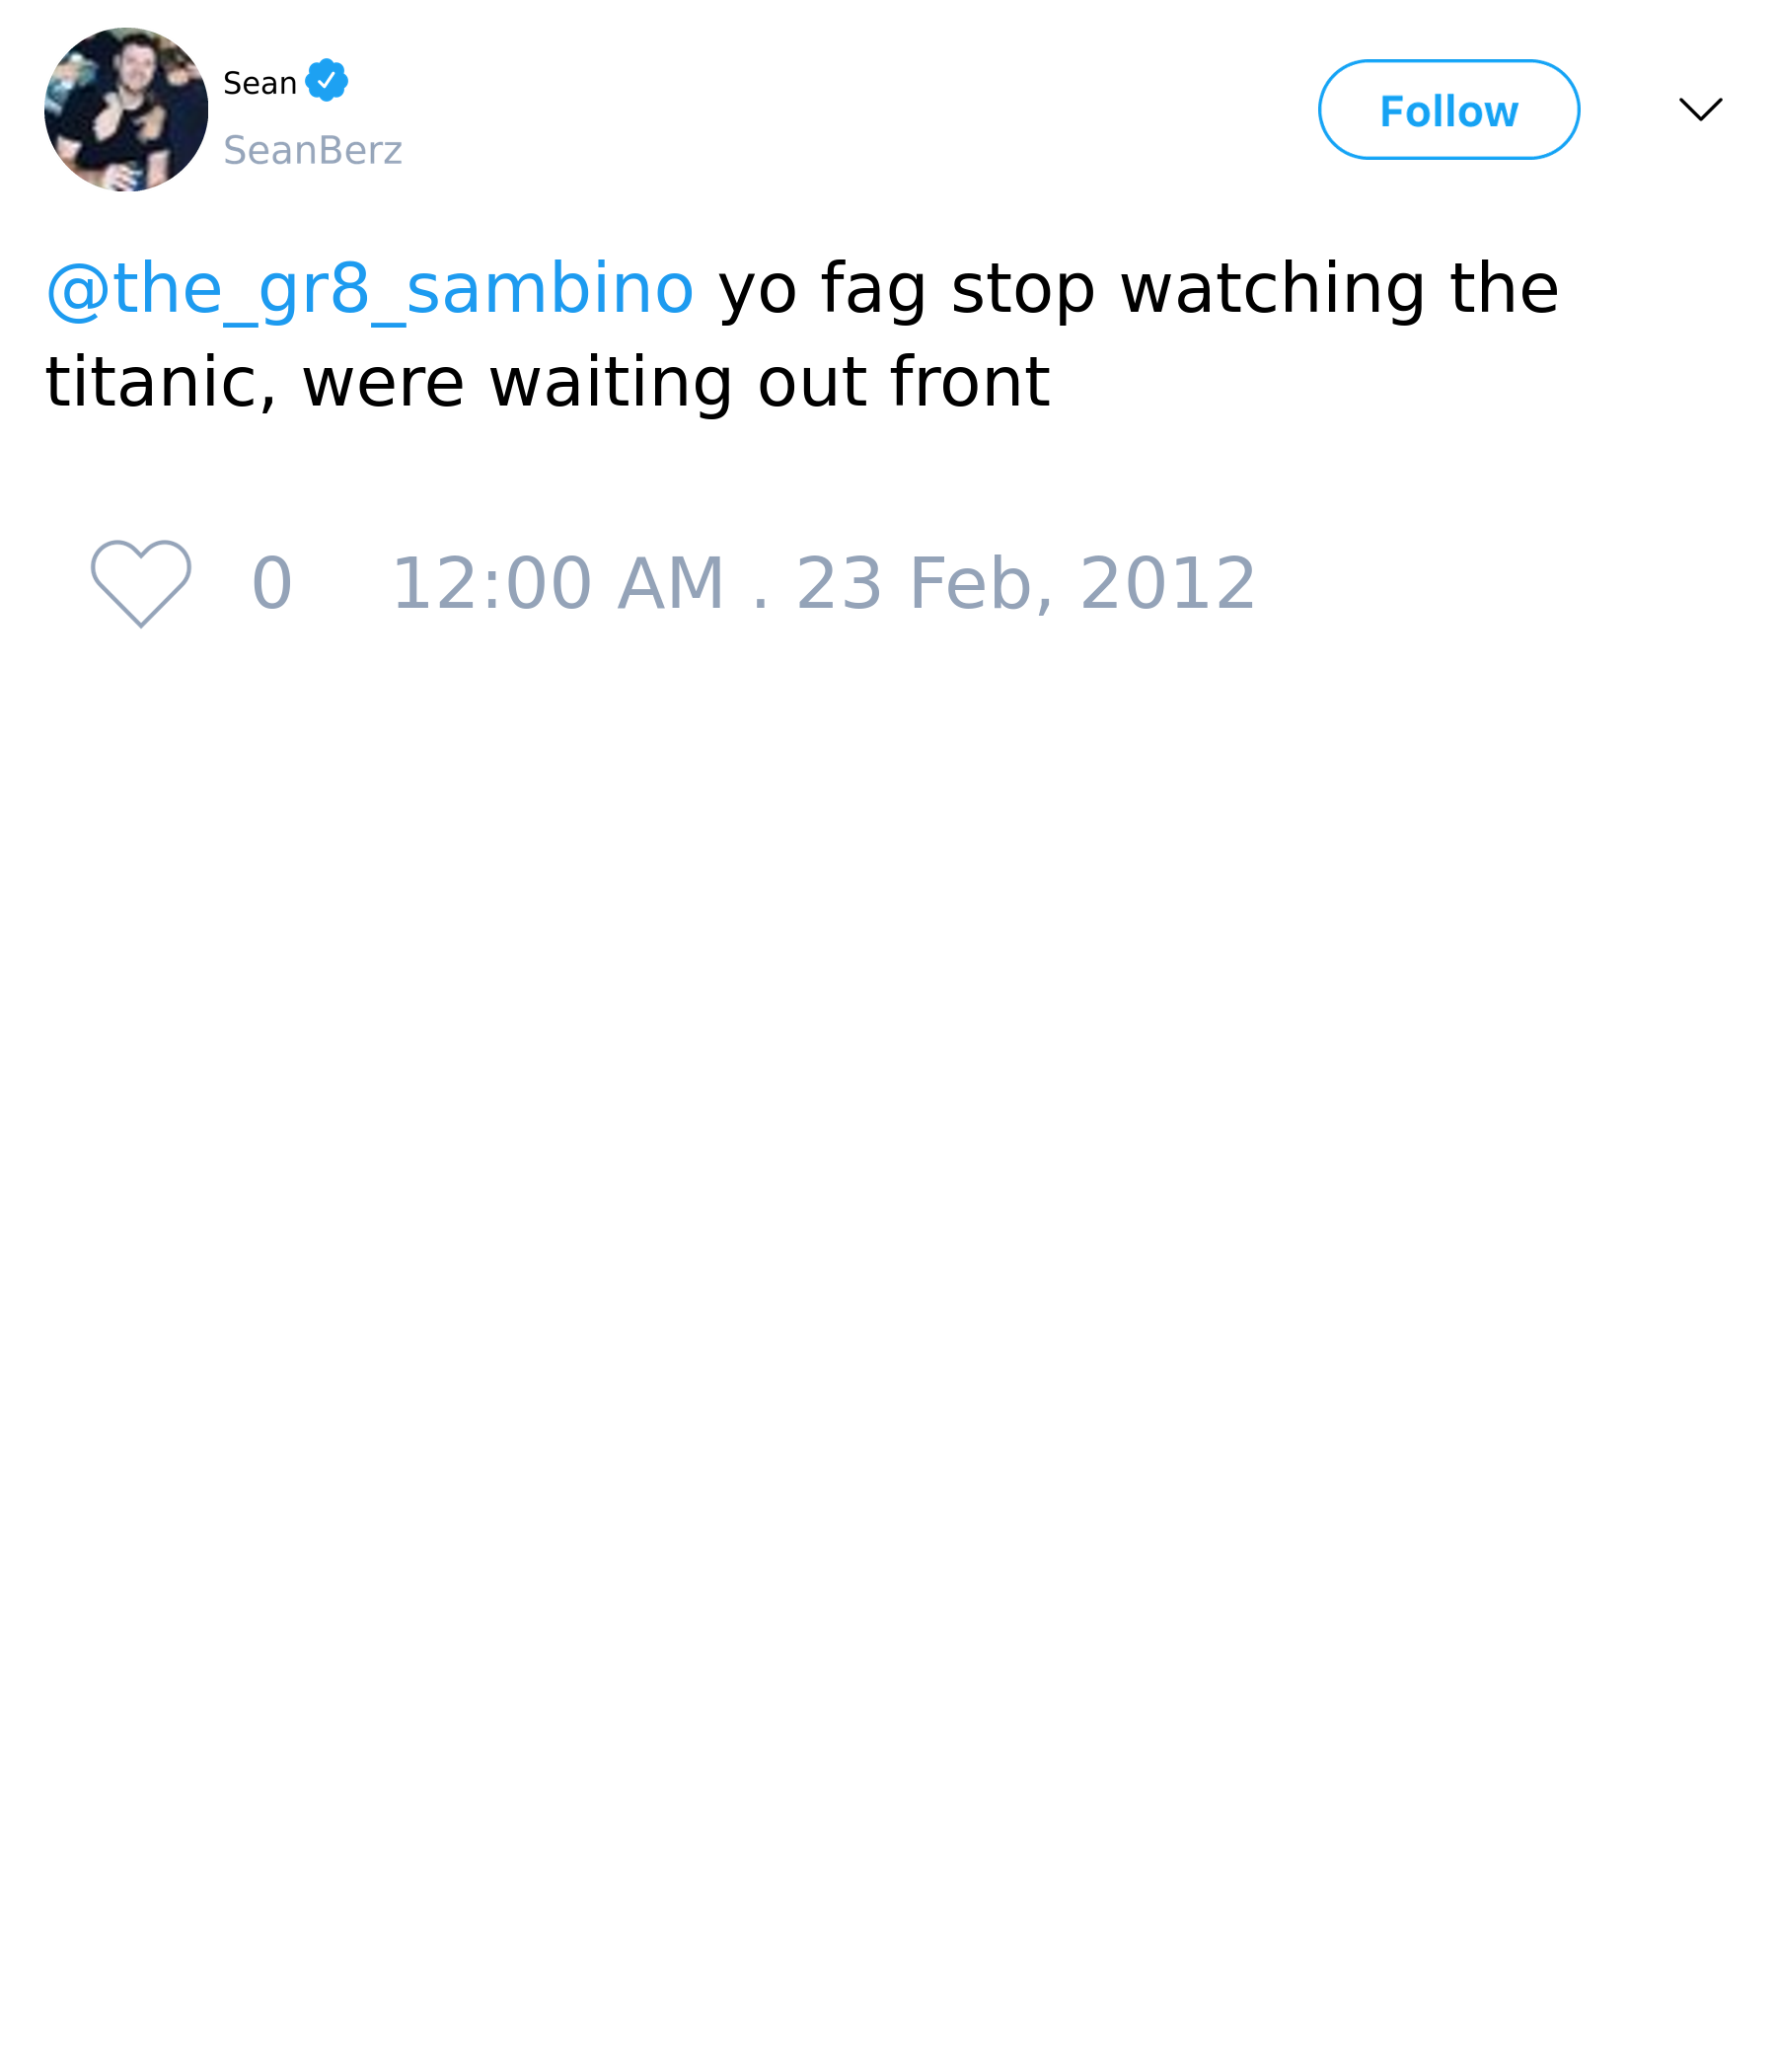 Sean
SeanBerz
Follow
@the_gr8_sambino yo fag stop watching the
titanic, were waiting out front
0 12:00 AM . 23 Feb, 2012